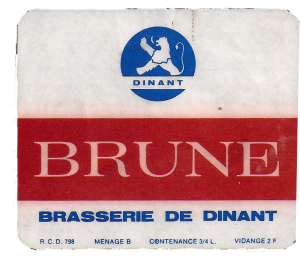 DINANT
BRUNE
BRASSERIE DE DINANT
R.C.D. 798 MENAGE B CONTENANCE 3/4 L. VIDANGE 2 F